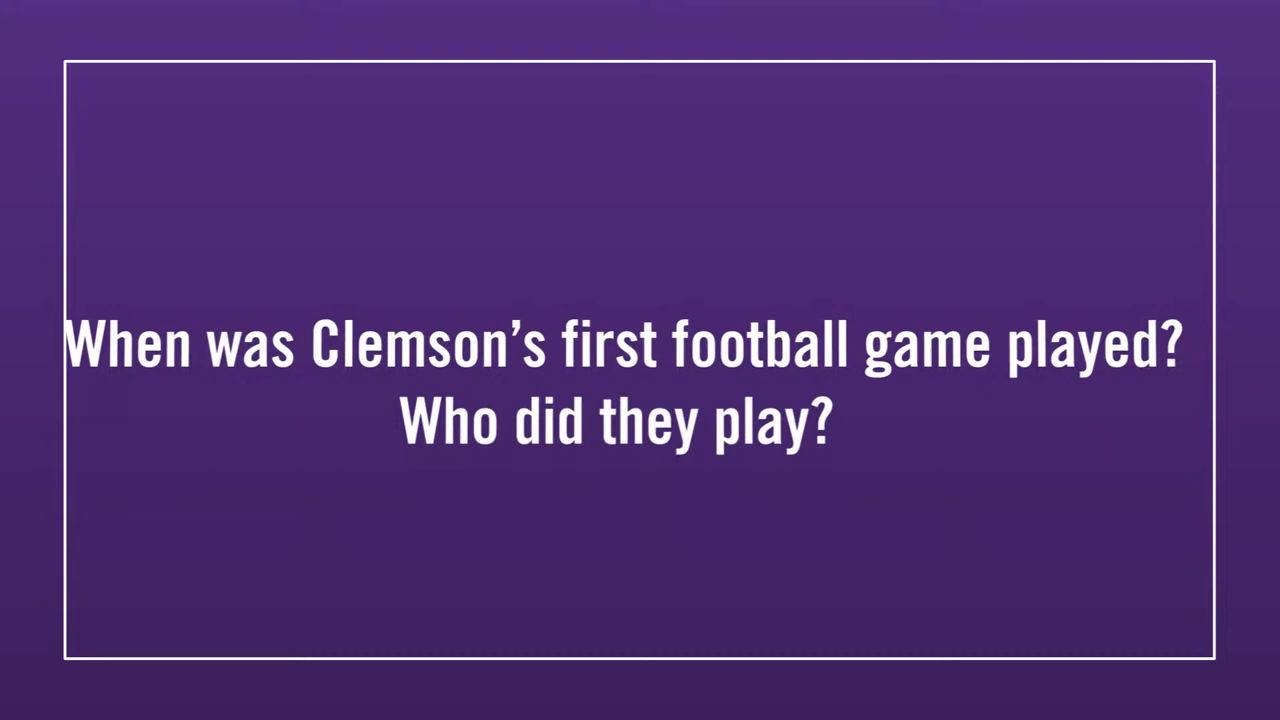 When was Clemson’s first football game played?
Who did they play?